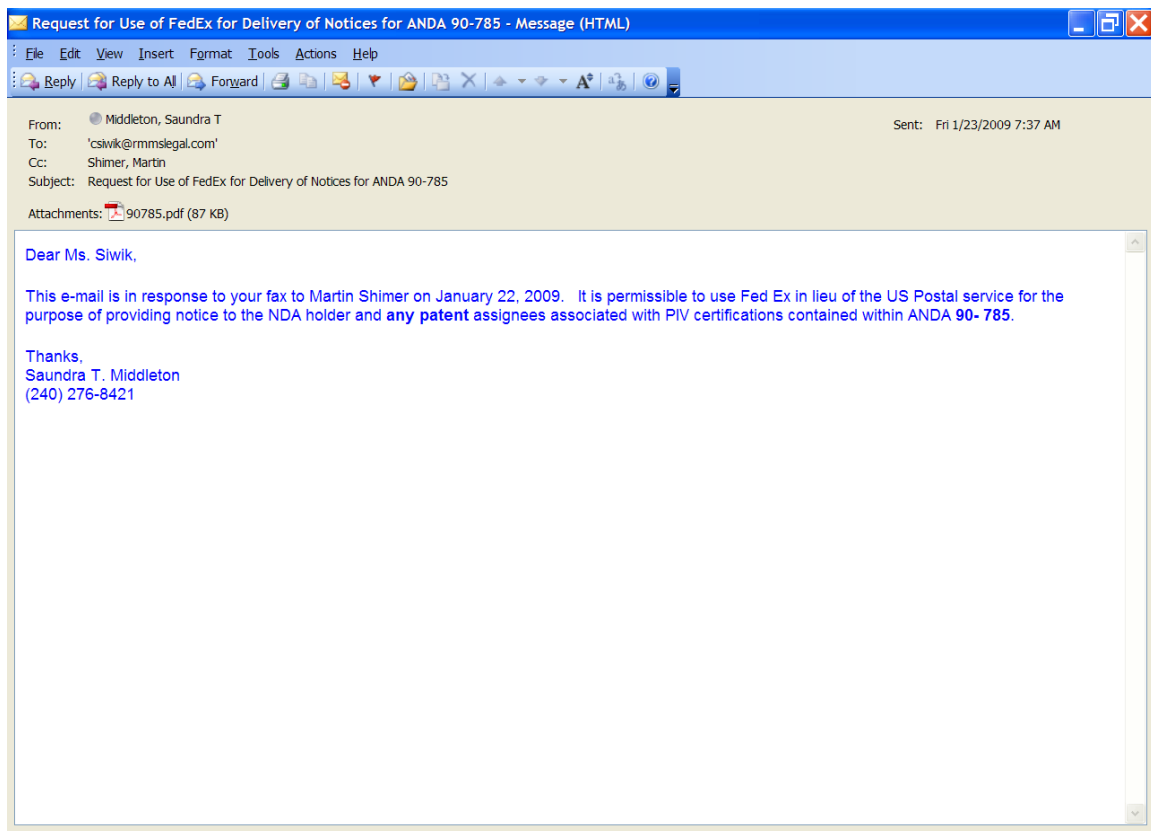 Request for Use of FedEx for Delivery of Notices for ANDA 90-785 - Message (HTML)
File Edit View Insert Format Tools Actions Help
Reply Reply to All Forward
From: Middleton, Saundra T Sent: Fri 1/23/2009 7:37 AM
To: 'csiwik@rmmslegal.com'
Cc: Shimer, Martin
Subject: Request for Use of FedEx for Delivery of Notices for ANDA 90-785
Attachments: 90785.pdf (87 KB)
Dear Ms. Siwik,
This e-mail is in response to your fax to Martin Shimer on January 22, 2009. It is permissible to use Fed Ex in lieu of the US Postal service for the
purpose of providing notice to the NDA holder and any patent assignees associated with PIV certifications contained within ANDA 90- 785.
Thanks,
Saundra T. Middleton
(240) 276-8421